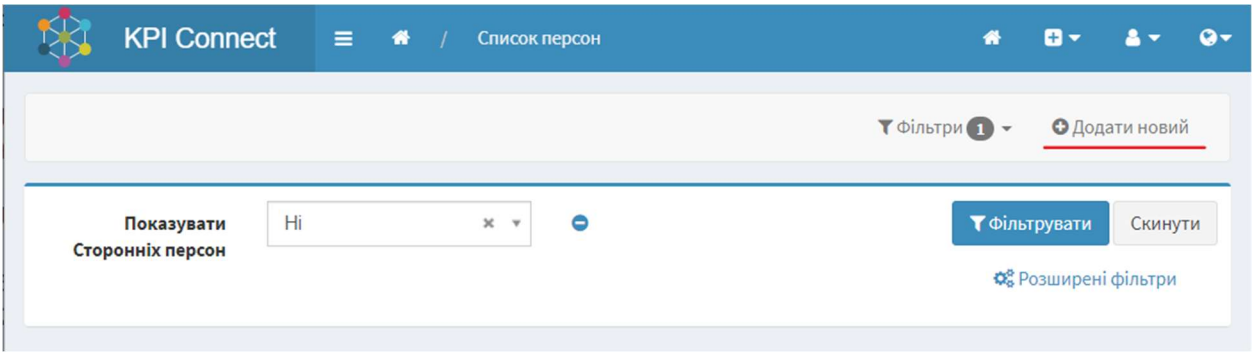 KPI Connect / Список персон
Фільтри 1 Додати новий
Показувати Сторонніх персон Ні Фільтрувати Скинути
Розширені фільтри